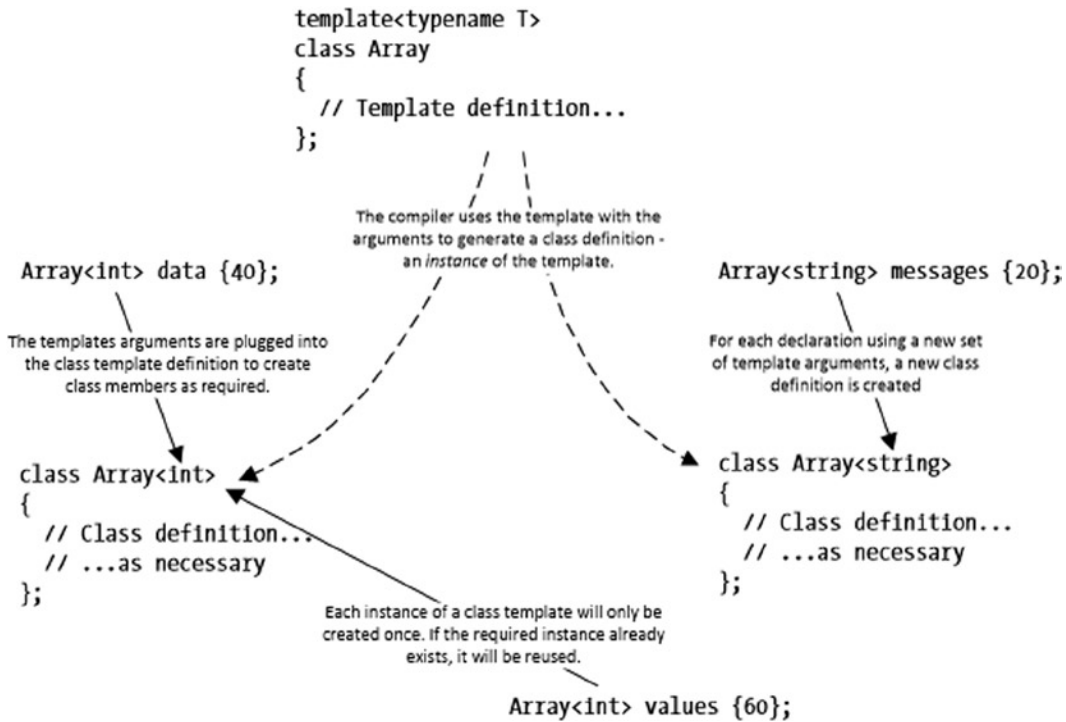 template<typename T>
class Array
{
  // Template definition...
};
The compiler uses the template with the
arguments to generate a class definition -
an instance of the template.
Array<int> data {40};
The templates arguments are plugged into
the class template definition to create
class members as required.
Array<string> messages {20};
For each declaration using a new set
of template arguments, a new class
definition is created
class Array<int>
{
  // Class definition...
  // ...as necessary
};
class Array<string>
{
  // Class definition...
  // ...as necessary
};
Each instance of a class template will only be
created once. If the required instance already
exists, it will be reused.
Array<int> values {60};